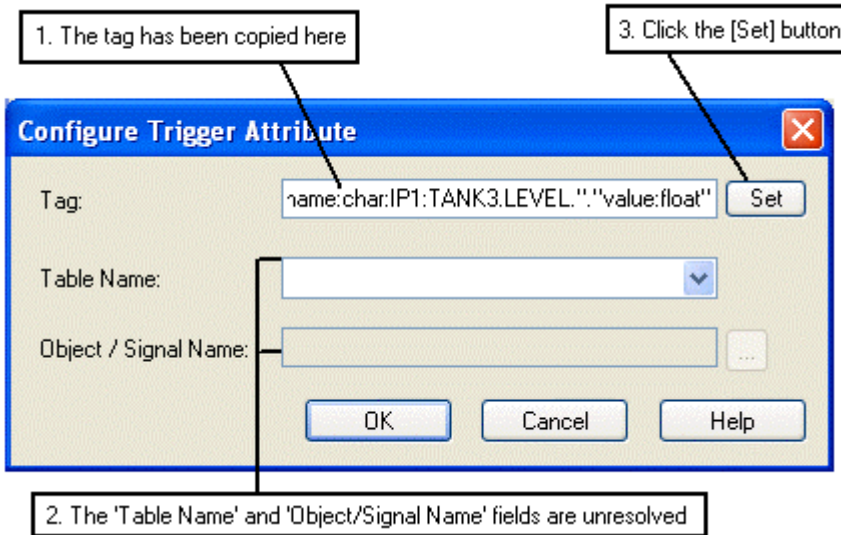 1. The tag has been copied here
3. Click the [Set] button
Configure Trigger Attribute
Tag:
name:char:IP1:TANK3.LEVEL."."value:float"
Set
Table Name:
Object / Signal Name:
...
OK
Cancel
Help
2. The 'Table Name' and 'Object/Signal Name' fields are unresolved